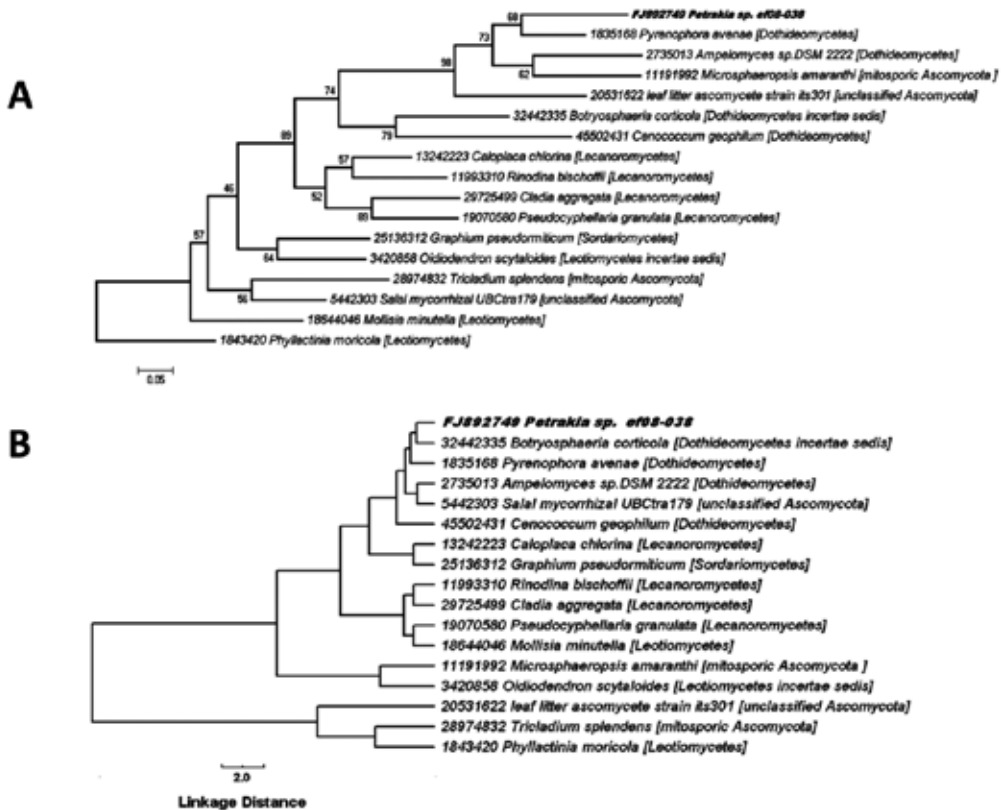 A
FJ892749 Petrakia sp. ef08-038
1835168 Pyrenophora avenae [Dothideomycetes]
2735013 Ampelomyces sp.DSM 2222 [Dothideomycetes]
11191992 Microsphaeropsis amaranthi [mitosporic Ascomycota ]
20531622 leaf litter ascomycete strain its301 [unclassified Ascomycota]
32442335 Botryosphaeria corticola [Dothideomycetes incertae sedis]
45502431 Cenococcum geophilum [Dothideomycetes]
13242223 Caloplaca chlorina [Lecanoromycetes]
11993310 Rinodina bischoffii [Lecanoromycetes]
29725499 Cladia aggregata [Lecanoromycetes]
19070580 Pseudocyphellaria granulata [Lecanoromycetes]
25136312 Graphium pseudormiticum [Sordariomycetes]
3420858 Oidiodendron scytaloides [Leotiomycetes incertae sedis]
28974832 Tricladium splendens [mitosporic Ascomycota]
5442303 Salal mycorrhizal UBCtra179 [unclassified Ascomycota]
18644046 Mollisia minutella [Leotiomycetes]
1843420 Phyllactinia moricola [Leotiomycetes]
68
73
98
62
74
79
89
57
52
89
46
64
57
56
0.05
B
FJ892749 Petrakia sp. ef08-038
32442335 Botryosphaeria corticola [Dothideomycetes incertae sedis]
1835168 Pyrenophora avenae [Dothideomycetes]
2735013 Ampelomyces sp.DSM 2222 [Dothideomycetes]
5442303 Salal mycorrhizal UBCtra179 [unclassified Ascomycota]
45502431 Cenococcum geophilum [Dothideomycetes]
13242223 Caloplaca chlorina [Lecanoromycetes]
25136312 Graphium pseudormiticum [Sordariomycetes]
11993310 Rinodina bischoffii [Lecanoromycetes]
29725499 Cladia aggregata [Lecanoromycetes]
19070580 Pseudocyphellaria granulata [Lecanoromycetes]
18644046 Mollisia minutella [Leotiomycetes]
11191992 Microsphaeropsis amaranthi [mitosporic Ascomycota ]
3420858 Oidiodendron scytaloides [Leotiomycetes incertae sedis]
20531622 leaf litter ascomycete strain its301 [unclassified Ascomycota]
28974832 Tricladium splendens [mitosporic Ascomycota]
1843420 Phyllactinia moricola [Leotiomycetes]
2.0
Linkage Distance